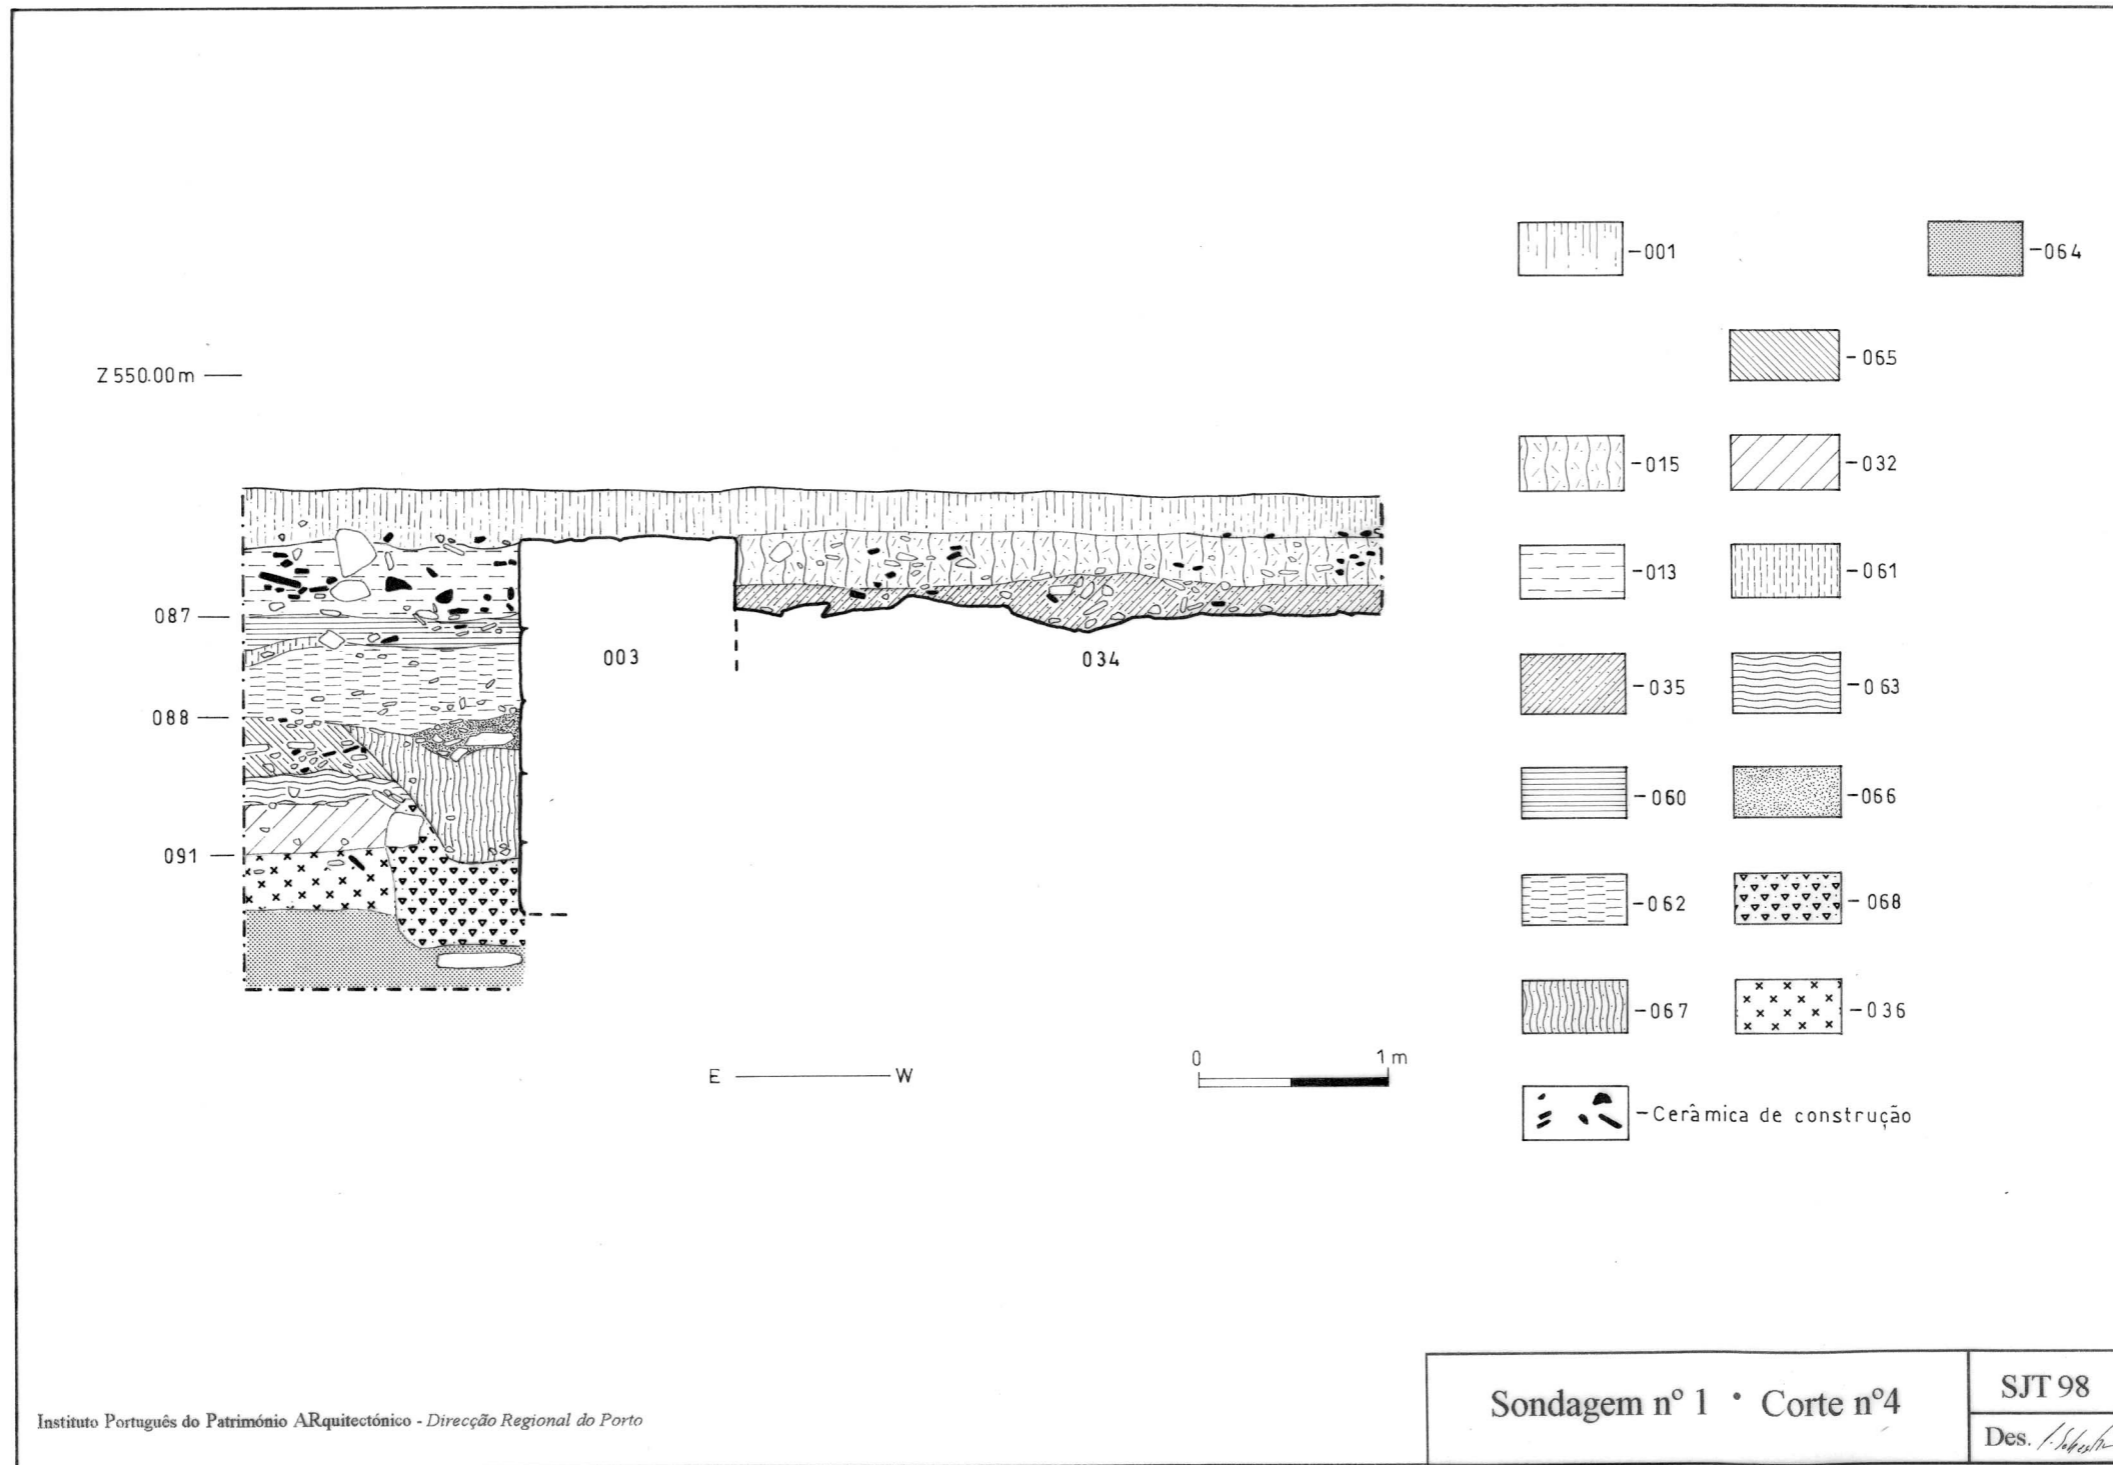 -001
-064
-065
Z 550.00 m
-015
-032
-013
-061
087
003
034
-035
-063
088
-060
-066
091
-062
-068
-067
-036
E W
0 1 m
-Cerâmica de construção
Sondagem nº 1 • Corte nº4
SJT 98
Des.
Instituto Português do Património ARquitectónico - Direcção Regional do Porto